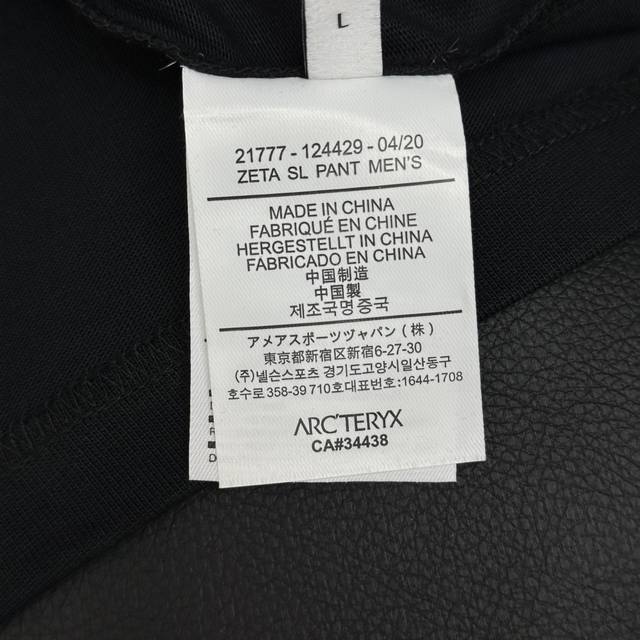 L
21777 - 124429 - 04/20
ZETA SL PANT MEN'S
MADE IN CHINA
FABRIQUÉ EN CHINE
HERGESTELLT IN CHINA
FABRICADO EN CHINA
中国制造
中国製
제조국명중국
アメアスポーツヅャパン(株)
東京都新宿区新宿6-27-30
(주)넬슨스포츠 경기도고양시일산동구
호수로358-39 710호대표번호:1644-1708
ARC'TERYX
CA#34438